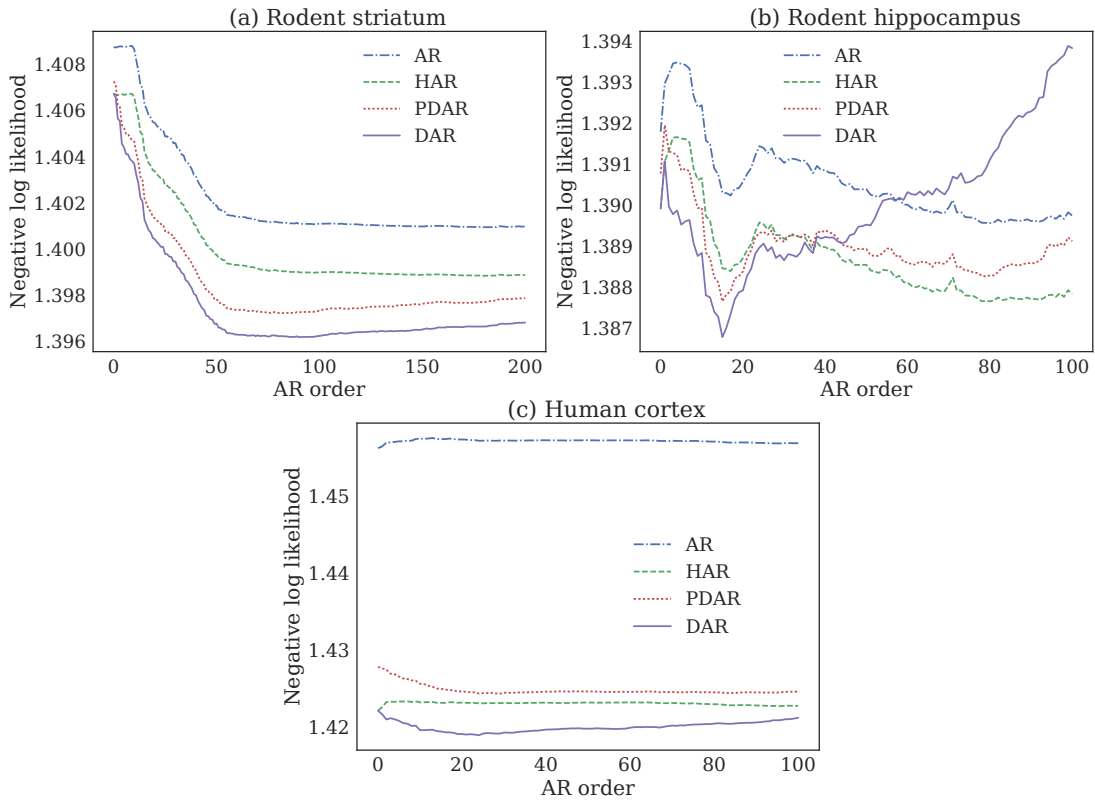 (a) Rodent striatum
Negative log likelihood
1.408
1.406
1.404
1.402
1.400
1.398
1.396
AR
HAR
PDAR
DAR
0 50 100 150 200
AR order
(b) Rodent hippocampus
Negative log likelihood
1.394
1.393
1.392
1.391
1.390
1.389
1.388
1.387
AR
HAR
PDAR
DAR
0 20 40 60 80 100
AR order
(c) Human cortex
Negative log likelihood
1.45
1.44
1.43
1.42
AR
HAR
PDAR
DAR
0 20 40 60 80 100
AR order